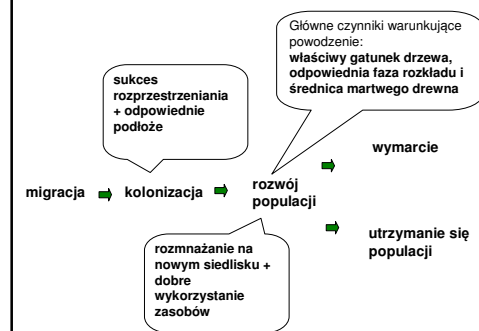 Główne czynniki warunkujące
powodzenie:
właściwy gatunek drzewa,
odpowiednia faza rozkładu i
średnica martwego drewna
sukces
rozprzestrzeniania
+ odpowiednie
podłoże
wymarcie
migracja
kolonizacja
rozwój
populacji
utrzymanie się
populacji
rozmnażanie na
nowym siedlisku +
dobre
wykorzystanie
zasobów